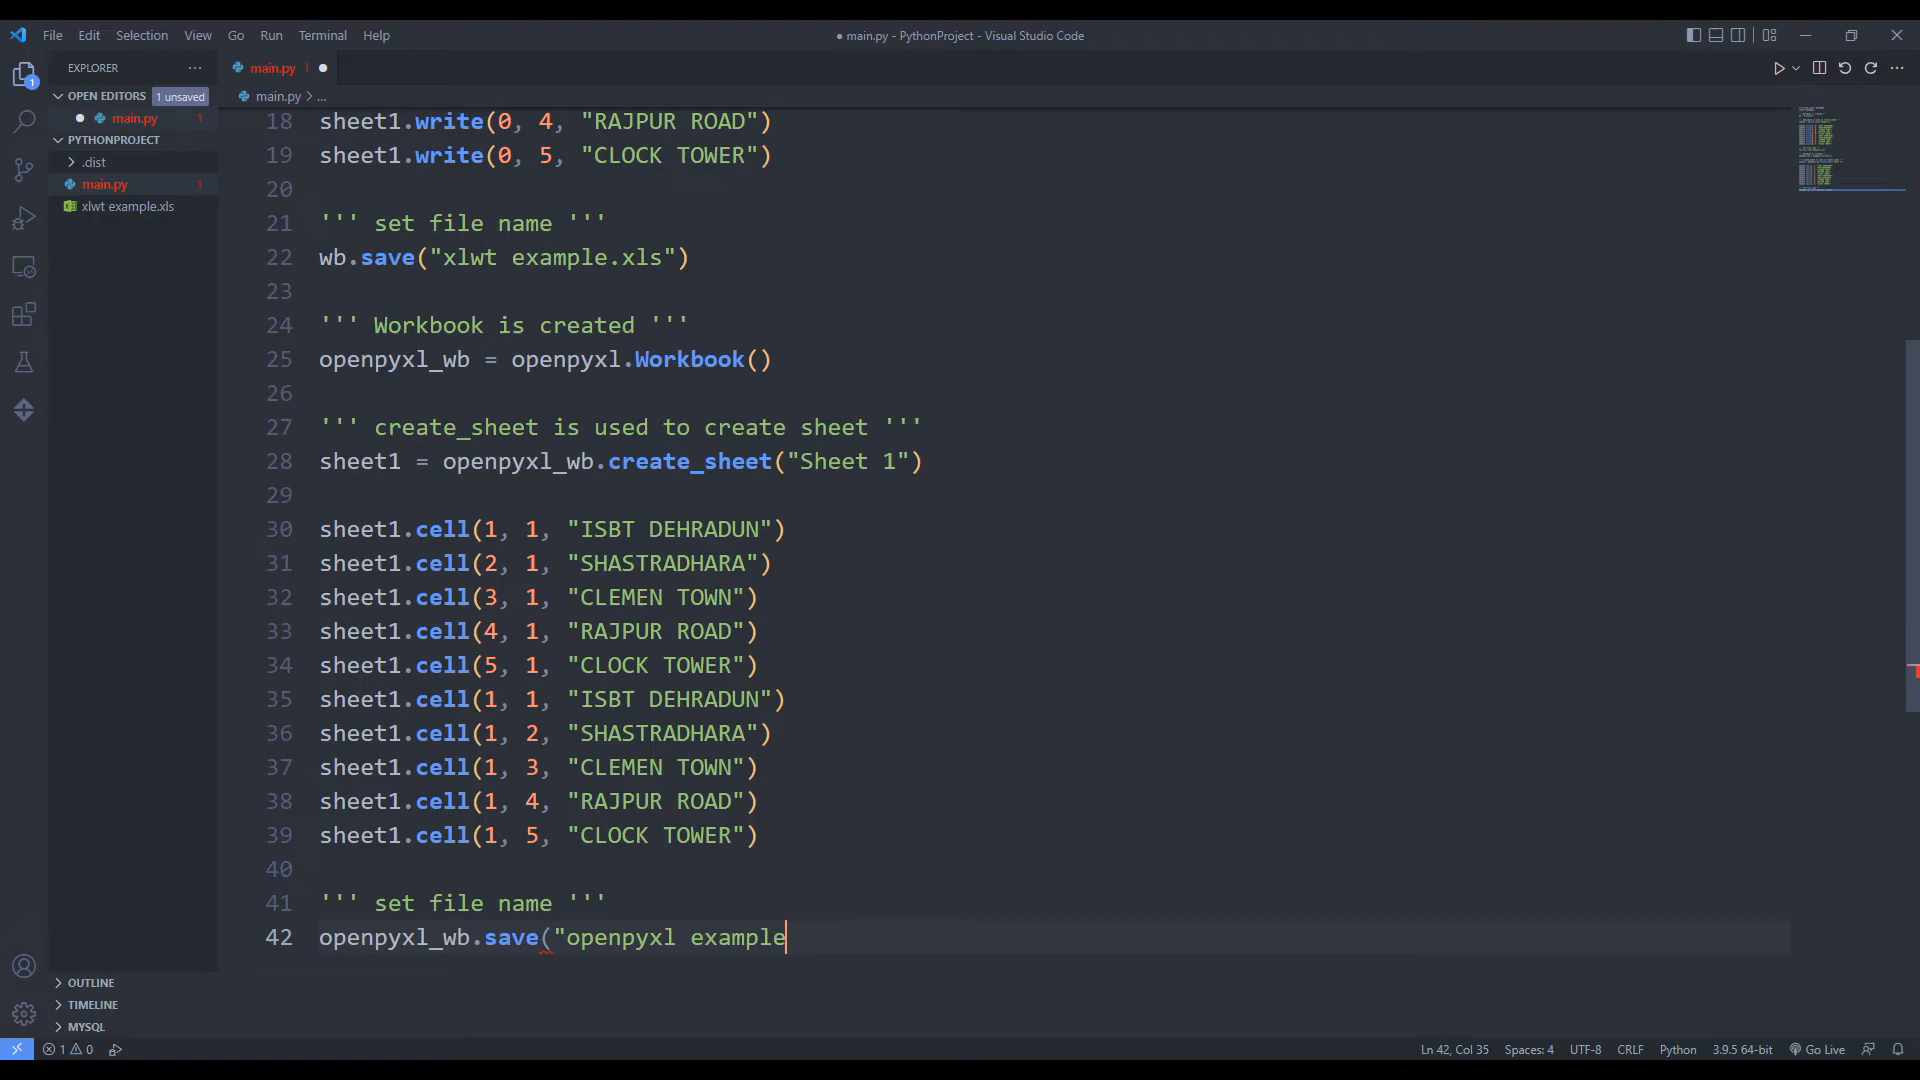 File Edit Selection View Go Run Terminal Help
● main.py - PythonProject - Visual Studio Code
EXPLORER ...
main.py 1 ●
OPEN EDITORS 1 unsaved
● main.py 1
PYTHONPROJECT
.dist
main.py 1
xlwt example.xls
OUTLINE
TIMELINE
MYSQL
main.py > ...
18 sheet1.write(0, 4, "RAJPUR ROAD")
19 sheet1.write(0, 5, "CLOCK TOWER")
20
21 ''' set file name '''
22 wb.save("xlwt example.xls")
23
24 ''' Workbook is created '''
25 openpyxl_wb = openpyxl.Workbook()
26
27 ''' create_sheet is used to create sheet '''
28 sheet1 = openpyxl_wb.create_sheet("Sheet 1")
29
30 sheet1.cell(1, 1, "ISBT DEHRADUN")
31 sheet1.cell(2, 1, "SHASTRADHARA")
32 sheet1.cell(3, 1, "CLEMEN TOWN")
33 sheet1.cell(4, 1, "RAJPUR ROAD")
34 sheet1.cell(5, 1, "CLOCK TOWER")
35 sheet1.cell(1, 1, "ISBT DEHRADUN")
36 sheet1.cell(1, 2, "SHASTRADHARA")
37 sheet1.cell(1, 3, "CLEMEN TOWN")
38 sheet1.cell(1, 4, "RAJPUR ROAD")
39 sheet1.cell(1, 5, "CLOCK TOWER")
40
41 ''' set file name '''
42 openpyxl_wb.save("openpyxl example
1 0
Ln 42, Col 35 Spaces: 4 UTF-8 CRLF Python 3.9.5 64-bit Go Live